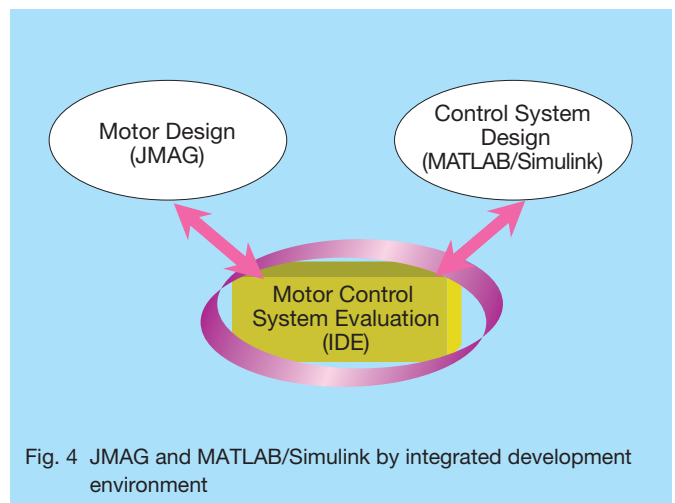 Motor Design
(JMAG)
Control System
Design
(MATLAB/Simulink)
Motor Control
System Evaluation
(IDE)
Fig. 4 JMAG and MATLAB/Simulink by integrated development
environment